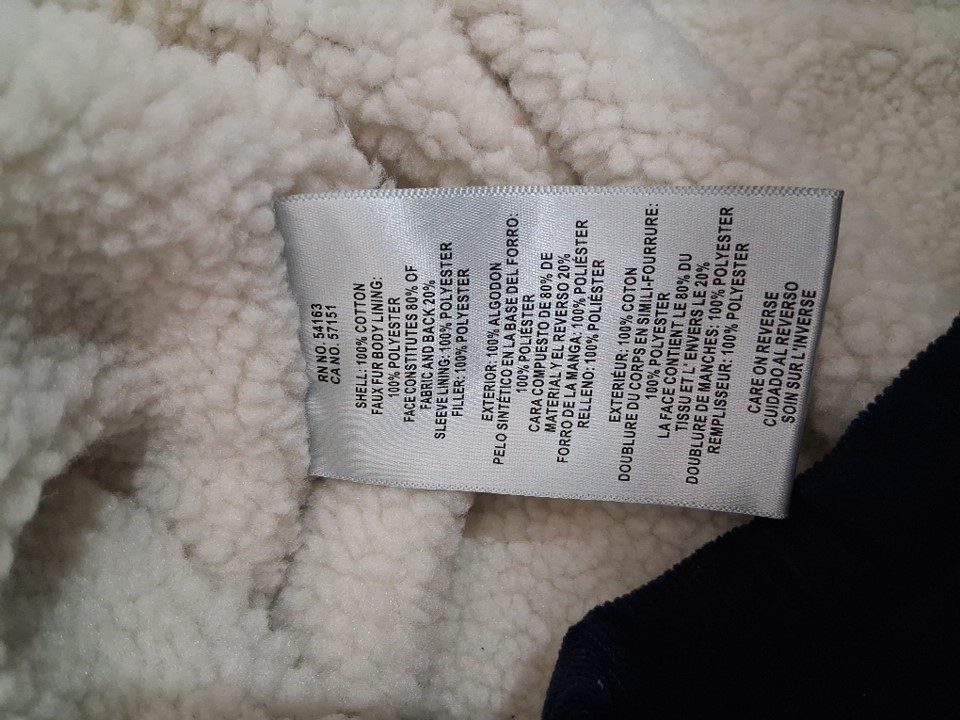 RN NO. 54163
CA NO. 57151
SHELL: 100% COTTON
FAUX FUR BODY LINING:
100% POLYESTER
FACE CONSTITUTES 80% OF
FABRIC AND BACK 20%
SLEEVE LINING: 100% POLYESTER
FILLER: 100% POLYESTER
EXTERIOR: 100% ALGODON
PELO SINTÉTICO EN LA BASE DEL FORRO:
100% POLIÉSTER
CARA COMPUESTO DE 80% DE
MATERIAL Y EL REVERSO 20%
FORRO DE LA MANGA: 100% POLIÉSTER
RELLENO: 100% POLIÉSTER
EXTERIEUR: 100% COTON
DOUBLURE DU CORPS EN SIMILI-FOURRURE:
100% POLYESTER
LA FACE CONTIENT LE 80% DU
TISSU ET L'ENVERS LE 20%
DOUBLURE DE MANCHES: 100% POLYESTER
REMPLISSEUR: 100% POLYESTER
CARE ON REVERSE
CUIDADO AL REVERSO
SOIN SUR L'INVERSE